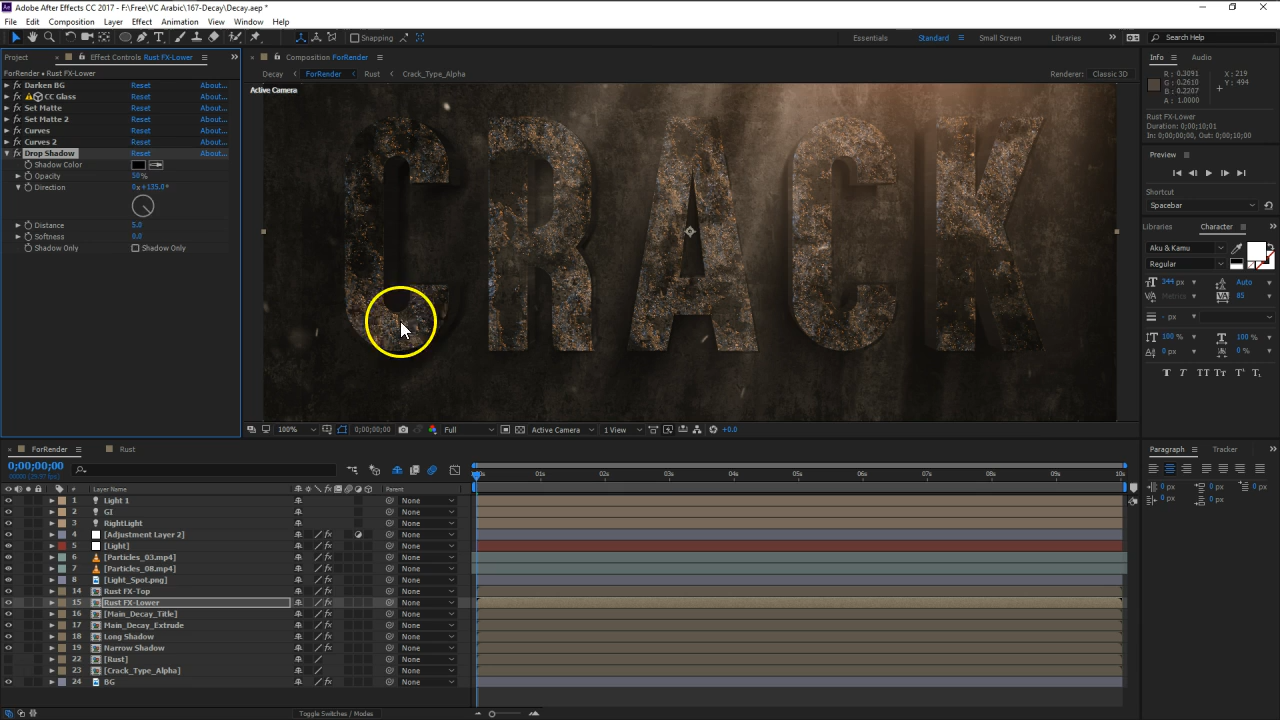 Adobe After Effects CC 2017 - F:\Free\VC Arabic\167-Decay\Decay.aep *
File Edit Composition Layer Effect Animation View Window Help
Snapping Essentials Standard Small Screen Libraries Search Help
Project Effect Controls Rust FX-Lower
ForRender • Rust FX-Lower
Darken BG Reset About...
CC Glass Reset About...
Set Matte Reset About...
Set Matte 2 Reset About...
Curves Reset About...
Curves 2 Reset About...
Drop Shadow Reset About...
Shadow Color
Opacity 50%
Direction 0x+135.0°
Distance 5.0
Softness 0.0
Shadow Only Shadow Only
Composition ForRender
Decay ForRender Rust Crack_Type_Alpha Renderer: Classic 3D
Active Camera
CRACK
100% 0;00;00;00 Full Active Camera 1 View +0.0
Info Audio
R : 0.3091 X : 219
G : 0.2610 Y : 494
B : 0.2207
A : 1.0000
Rust FX-Lower
Duration: 0;00;10;01
In: 0;00;00;00, Out: 0;00;10;00
Preview
Shortcut
Spacebar
Libraries Character
Aku & Kamu
Regular
344 px Auto
Metrics 85
- px
100 % 100 %
0 px 0 %
T T TT Tr T¹ T₁
Paragraph Tracker
0 px 0 px 0 px
0 px 0 px
ForRender Rust
0;00;00;00
00s 01s 02s 03s 04s 05s 06s 07s 08s 09s 10s
# Layer Name Parent
1 Light 1 None
2 GI None
3 RightLight None
4 [Adjustment Layer 2] None
5 [Light] None
6 [Particles_03.mp4] None
7 [Particles_08.mp4] None
8 [Light_Spot.png] None
14 Rust FX-Top None
15 Rust FX-Lower None
16 [Main_Decay_Title] None
17 Main_Decay_Extrude None
18 Long Shadow None
19 Narrow Shadow None
22 [Rust] None
23 [Crack_Type_Alpha] None
24 BG None
Toggle Switches / Modes